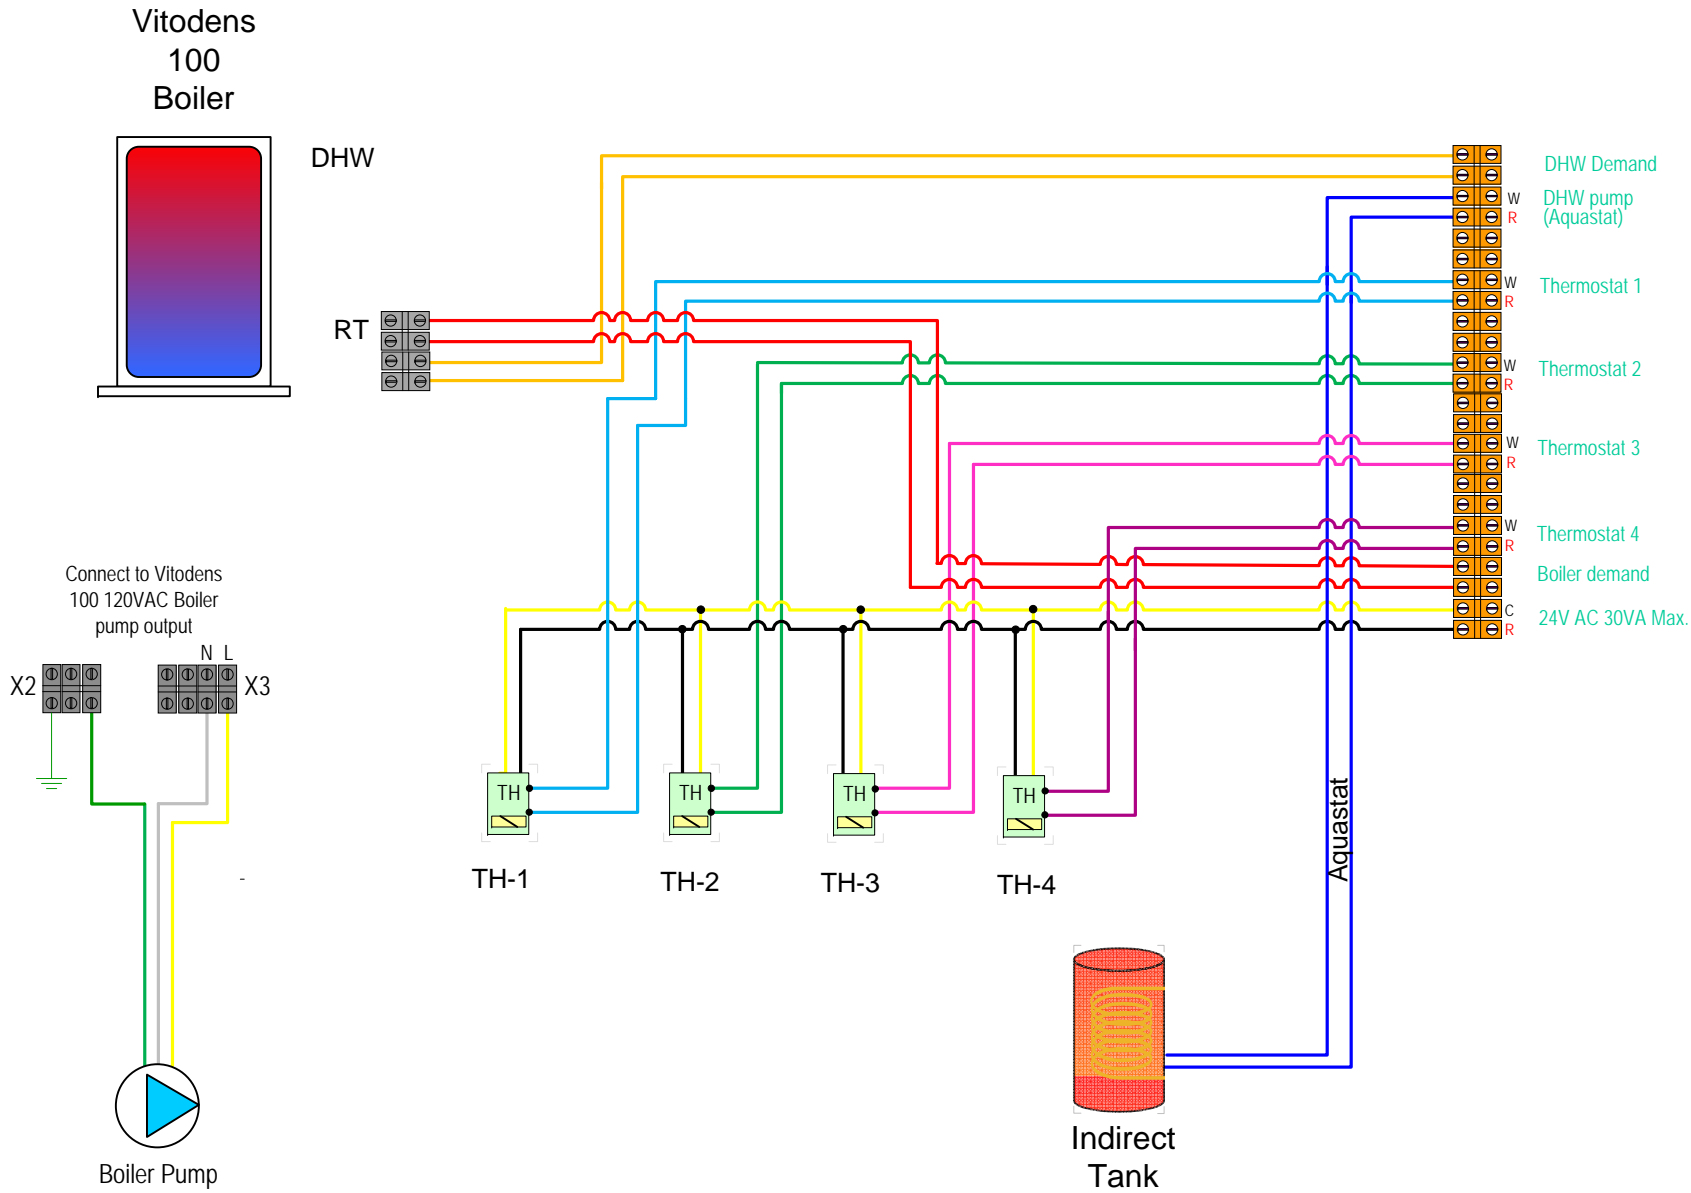 Vitodens
100
Boiler
DHW
RT
DHW Demand
W
DHW pump
R
(Aquastat)
W
Thermostat 1
R
W
Thermostat 2
R
W
Thermostat 3
R
W
Thermostat 4
R
Boiler demand
C
24V AC 30VA Max.
R
Connect to Vitodens
100 120VAC Boiler
pump output
N L
X2
X3
TH
TH
TH
TH
TH-1
TH-2
TH-3
TH-4
-
Aquastat
Indirect
Tank
Boiler Pump